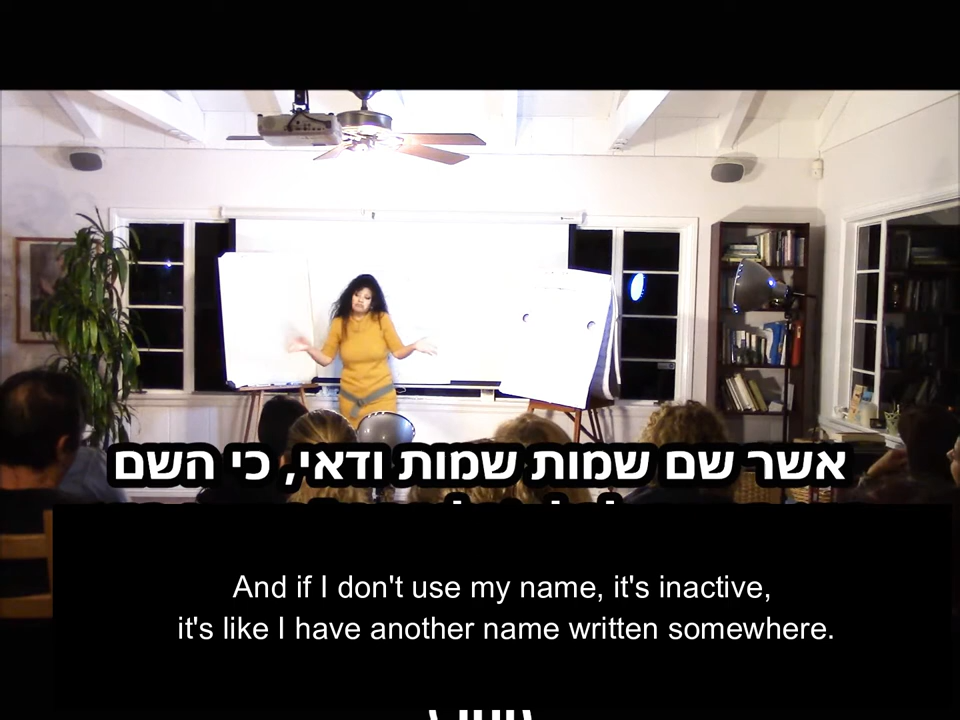 אשר שם שמות שמות ודאי, כי השם
And if I don't use my name, it's inactive,
it's like I have another name written somewhere.